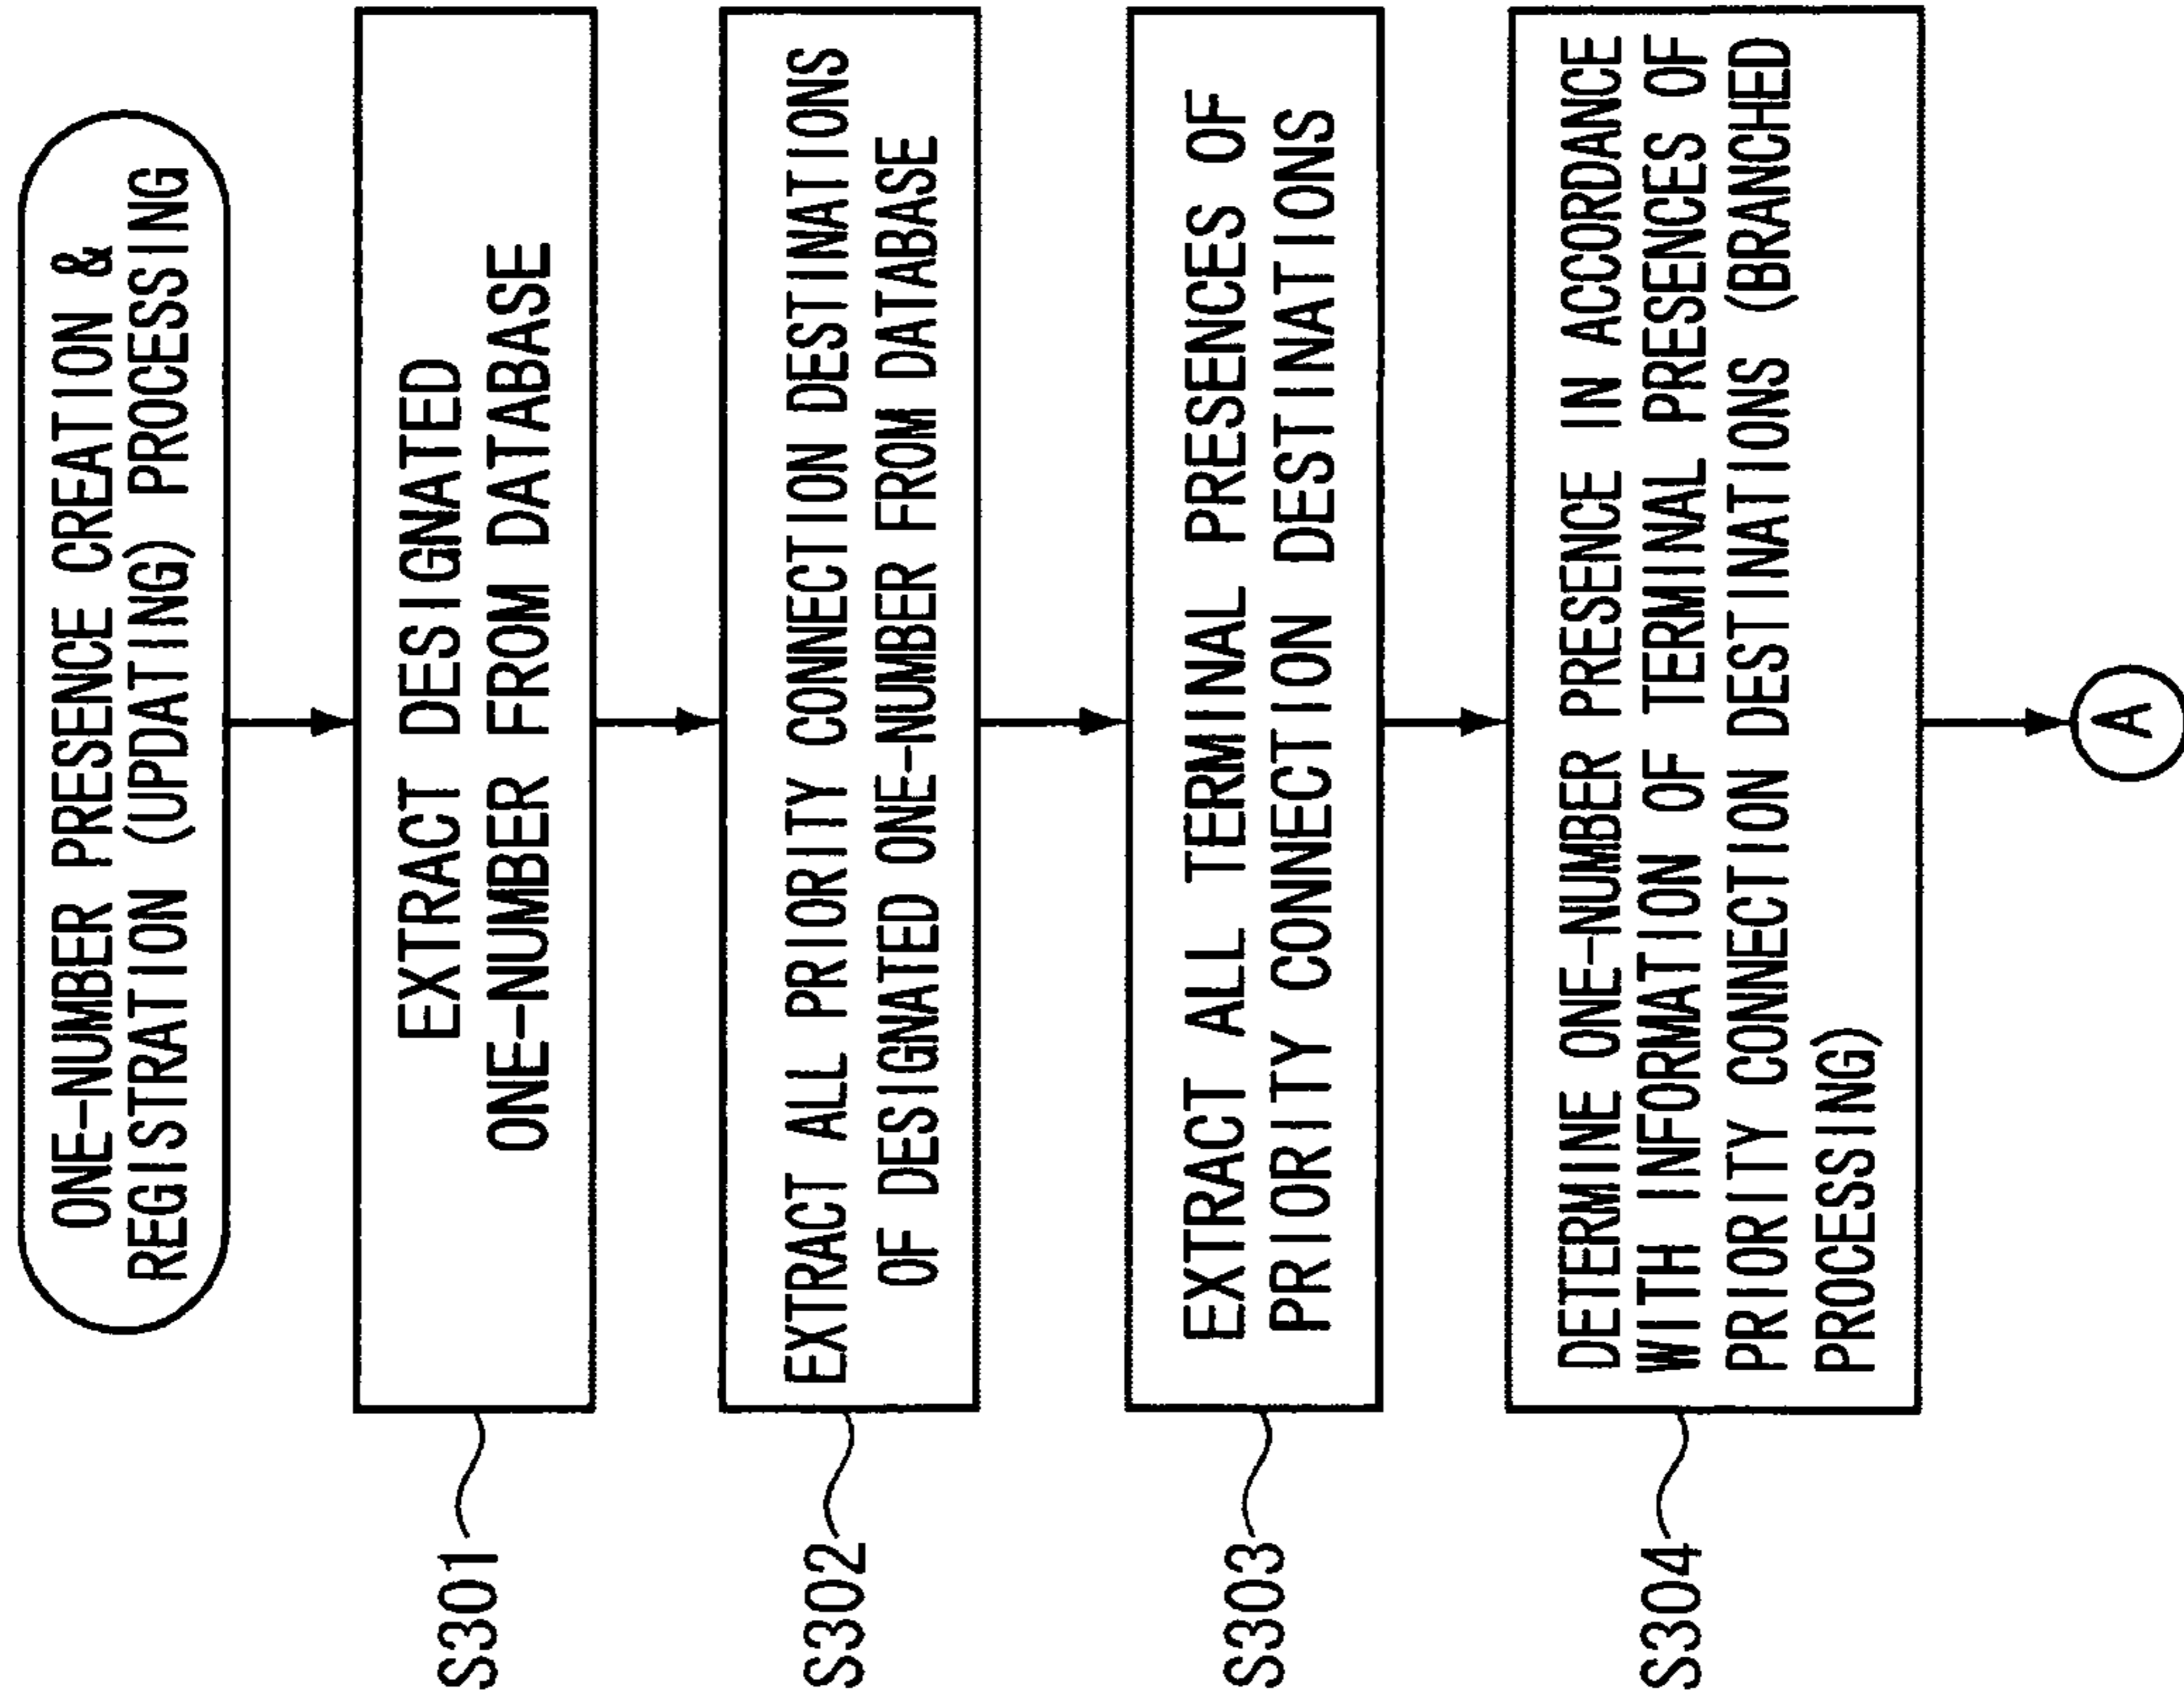 ONE-NUMBER PRESENCE CREATION &
REGISTRATION (UPDATING) PROCESSING
S301
EXTRACT DESIGNATED
ONE-NUMBER FROM DATABASE
S302
EXTRACT ALL PRIORITY CONNECTION DESTINATIONS
OF DESIGNATED ONE-NUMBER FROM DATABASE
S303
EXTRACT ALL TERMINAL PRESENCES OF
PRIORITY CONNECTION DESTINATIONS
S304
DETERMINE ONE-NUMBER PRESENCE IN ACCORDANCE
WITH INFORMATION OF TERMINAL PRESENCES OF
PRIORITY CONNECTION DESTINATIONS (BRANCHED
PROCESSING)
A